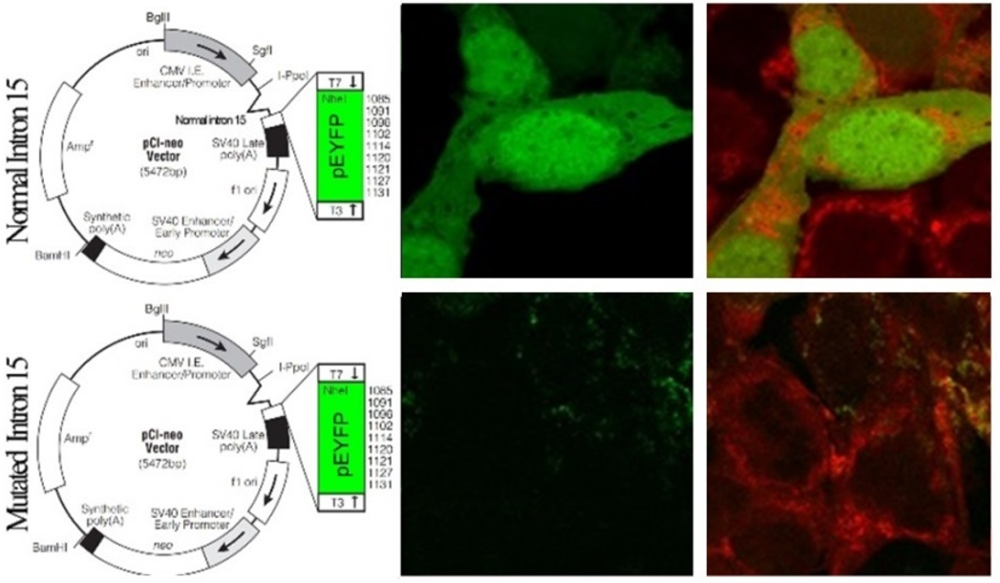 Normal Intron 15
BglII
ori
SgfI
I-PpoI
CMV I.E.
Enhancer/Promoter
Normal intron 15
Ampr
pCI-neo
Vector
(5472bp)
SV40 Late
poly(A)
f1 ori
Synthetic
poly(A)
SV40 Enhancer/
Early Promoter
BamHI
neo
T7 ↓
NheI
pEYFP
T3 ↑
1085
1091
1096
1102
1114
1120
1121
1127
1131
Mutated Intron 15
BglII
ori
SgfI
I-PpoI
CMV I.E.
Enhancer/Promoter
Ampr
pCI-neo
Vector
(5472bp)
SV40 Late
poly(A)
f1 ori
Synthetic
poly(A)
SV40 Enhancer/
Early Promoter
BamHI
neo
T7 ↓
NheI
pEYFP
T3 ↑
1085
1091
1096
1102
1114
1120
1121
1127
1131